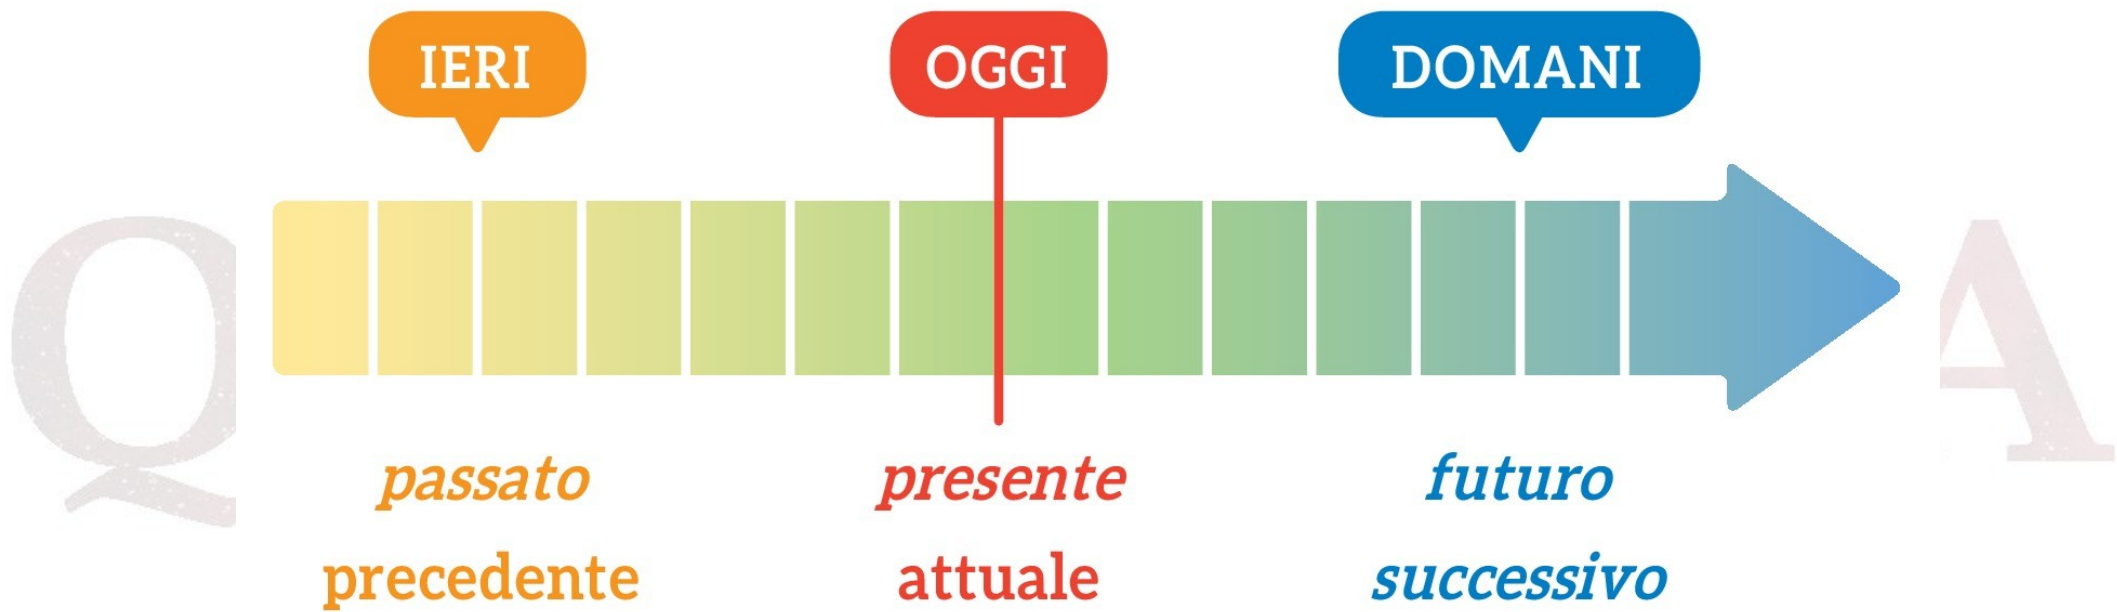 IERI OGGI DOMANI
Q A
passato presente futuro
precedente attuale successivo